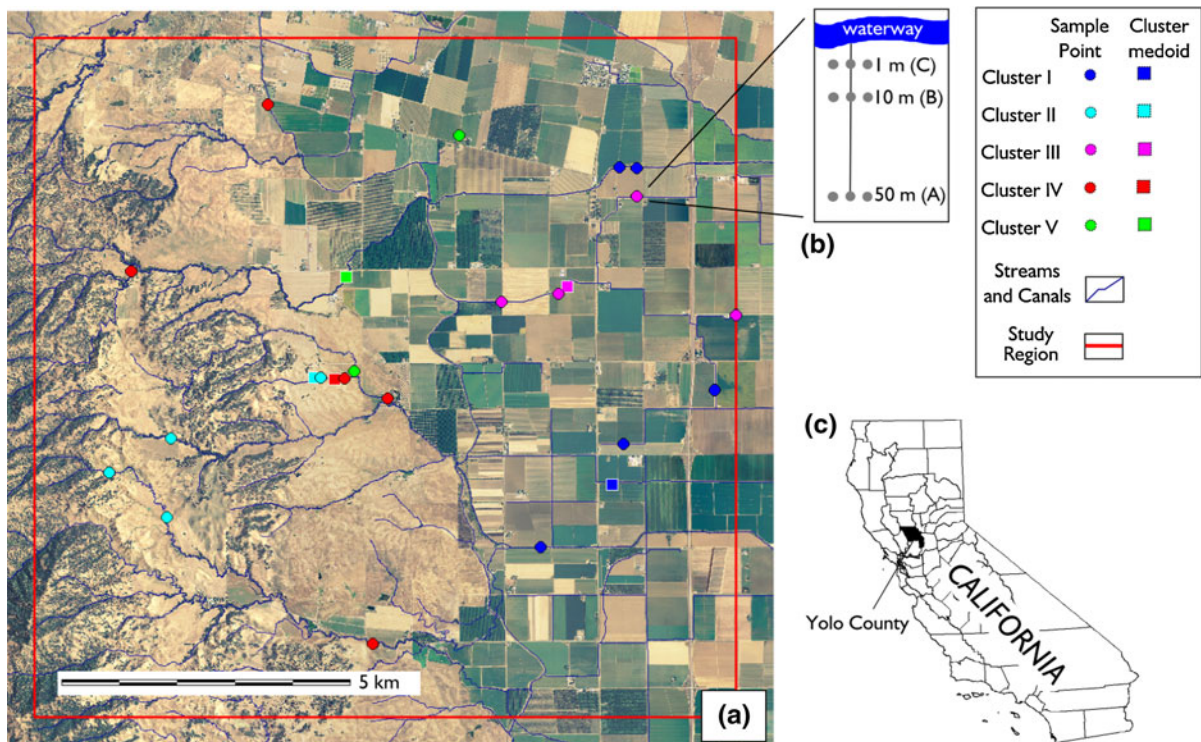 5 km
(a)
waterway
1 m (C)
10 m (B)
50 m (A)
(b)
Sample Point
Cluster medoid
Cluster I
Cluster II
Cluster III
Cluster IV
Cluster V
Streams and Canals
Study Region
(c)
CALIFORNIA
Yolo County